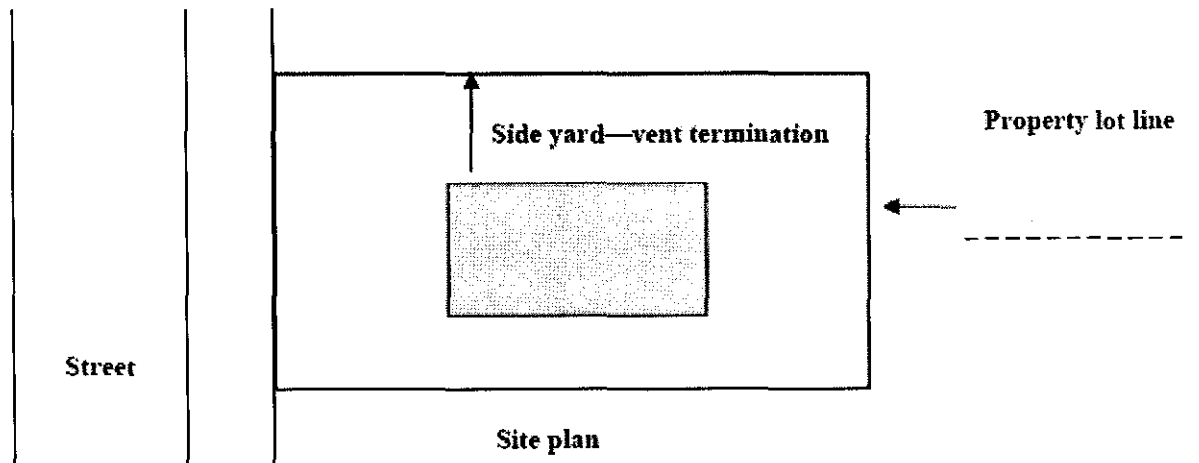 Property lot line
Side yard—vent termination
Street
Site plan